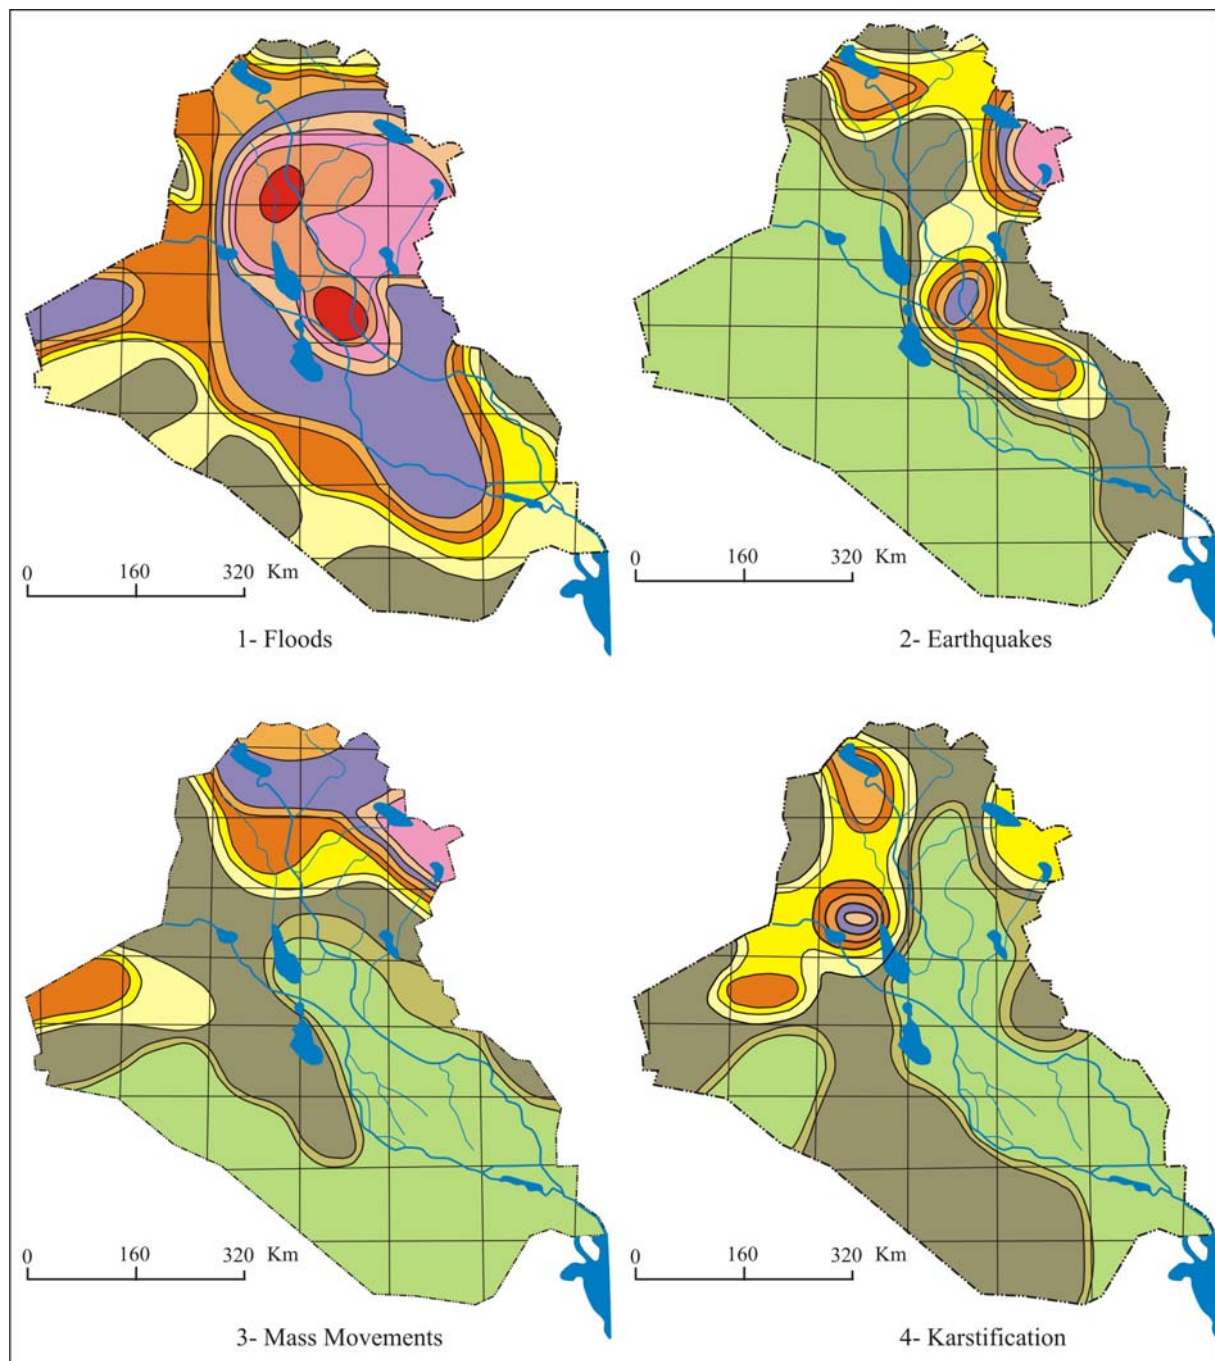 0 160 320 Km
1- Floods
0 160 320 Km
2- Earthquakes
0 160 320 Km
3- Mass Movements
0 160 320 Km
4- Karstification